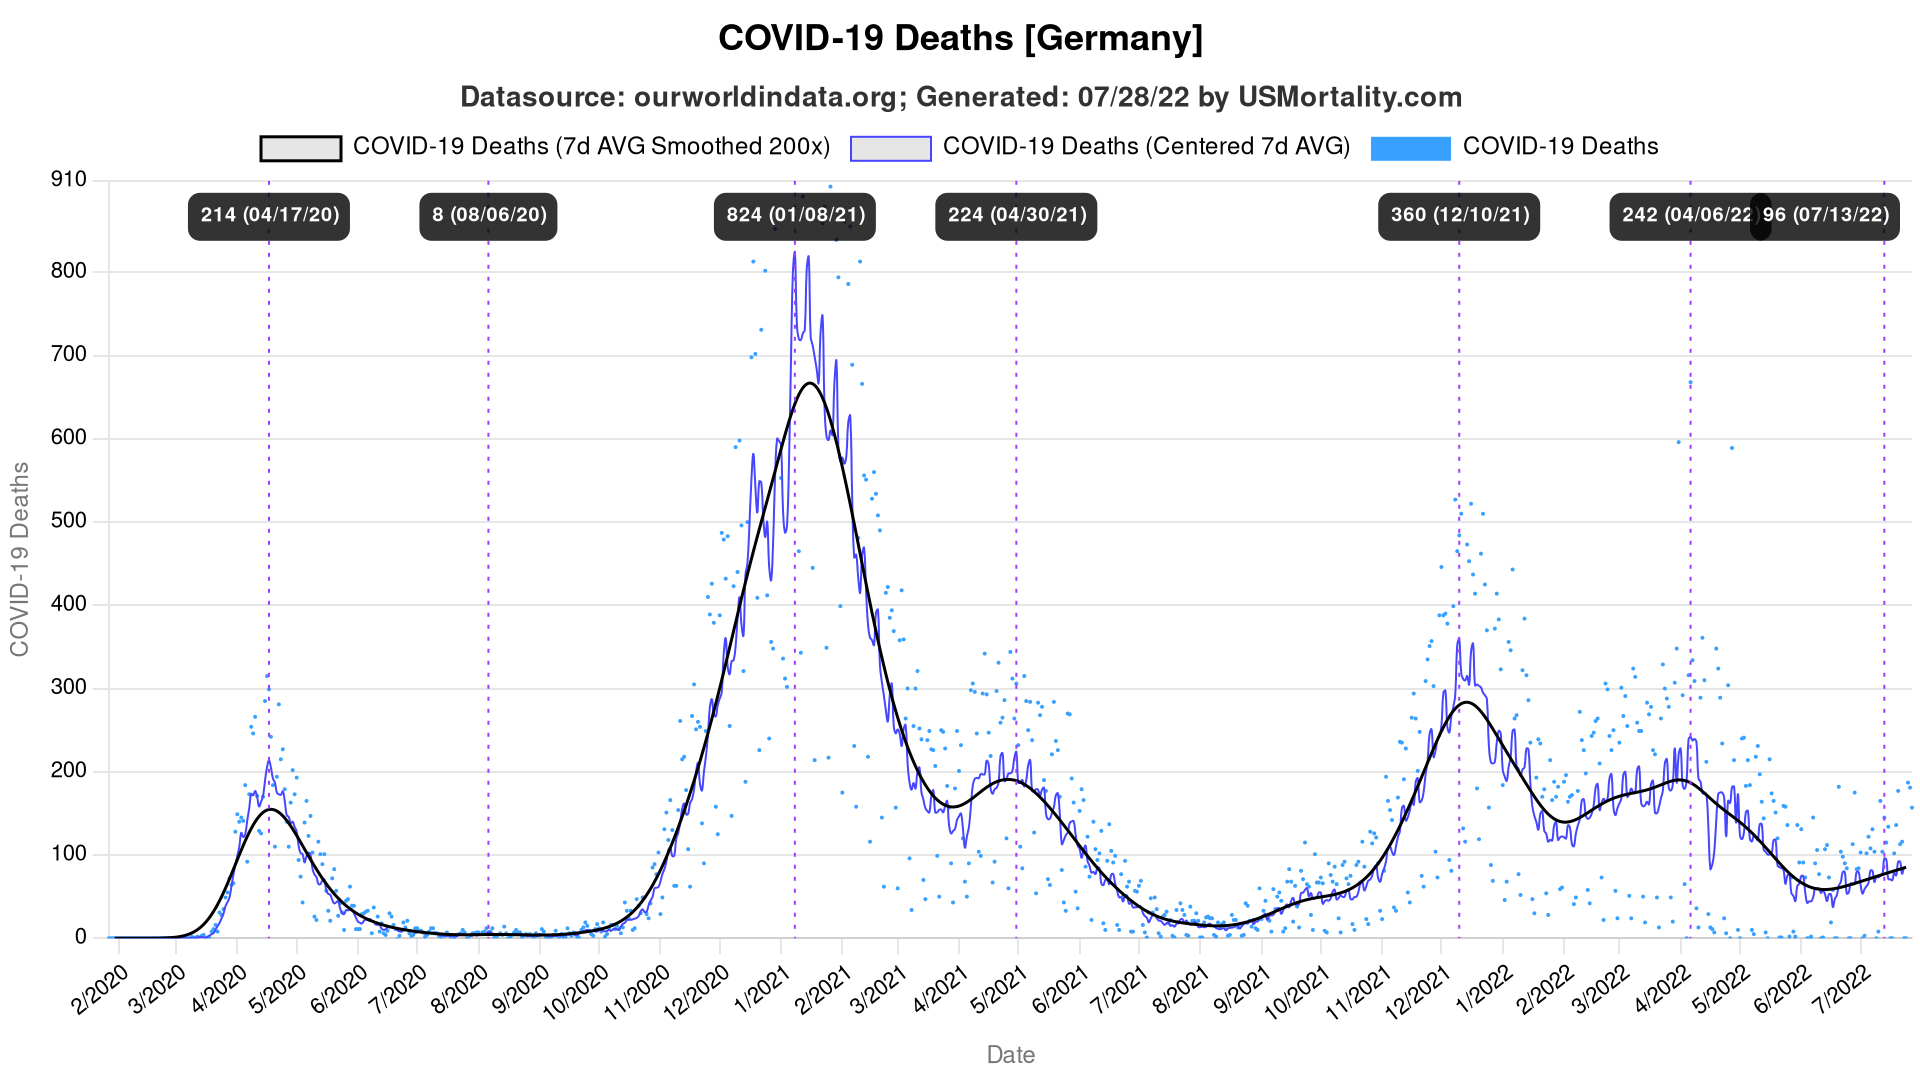 COVID-19 Deaths [Germany]
Datasource: ourworldindata.org; Generated: 07/28/22 by USMortality.com
COVID-19 Deaths (7d AVG Smoothed 200x) COVID-19 Deaths (Centered 7d AVG) COVID-19 Deaths
910
214 (04/17/20) 8 (08/06/20) 824 (01/08/21) 224 (04/30/21) 360 (12/10/21) 242 (04/06/22) 96 (07/13/22)
800
700
600
500
400
300
200
100
0
COVID-19 Deaths
2/2020 3/2020 4/2020 5/2020 6/2020 7/2020 8/2020 9/2020 10/2020 11/2020 12/2020 1/2021 2/2021 3/2021 4/2021 5/2021 6/2021 7/2021 8/2021 9/2021 10/2021 11/2021 12/2021 1/2022 2/2022 3/2022 4/2022 5/2022 6/2022 7/2022
Date